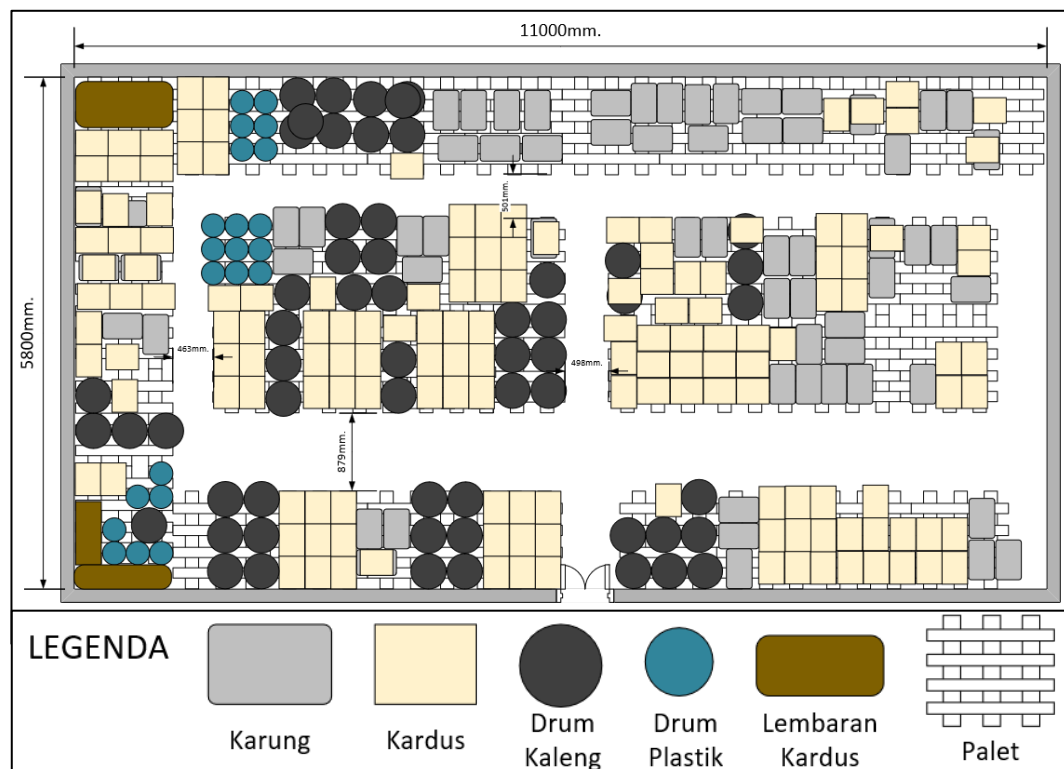 11000mm.
5800mm.
501mm.
463mm.
498mm.
879mm.
LEGENDA
Karung
Kardus
Drum
Kaleng
Drum
Plastik
Lembaran
Kardus
Palet